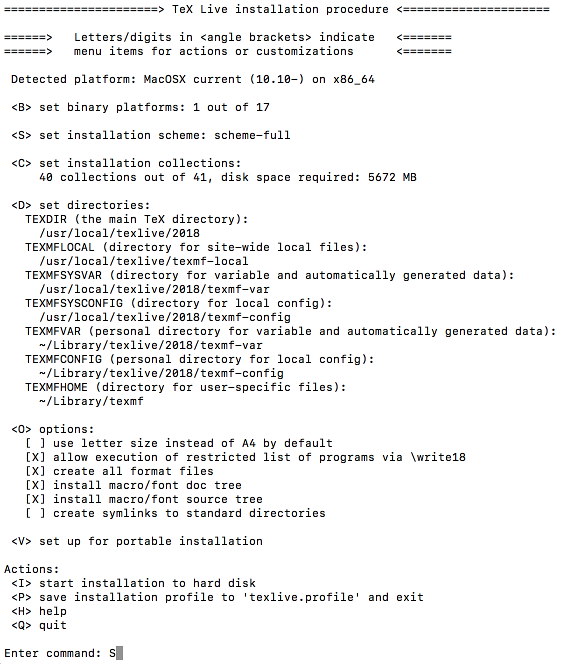 ======================> TeX Live installation procedure <=====================
======>   Letters/digits in <angle brackets> indicate   <=======
======>   menu items for actions or customizations      <=======
Detected platform: MacOSX current (10.10-) on x86_64
<B> set binary platforms: 1 out of 17
<S> set installation scheme: scheme-full
<C> set installation collections:
40 collections out of 41, disk space required: 5672 MB
<D> set directories:
TEXDIR (the main TeX directory):
/usr/local/texlive/2018
TEXMFLOCAL (directory for site-wide local files):
/usr/local/texlive/texmf-local
TEXMFSYSVAR (directory for variable and automatically generated data):
/usr/local/texlive/2018/texmf-var
TEXMFSYSCONFIG (directory for local config):
/usr/local/texlive/2018/texmf-config
TEXMFVAR (personal directory for variable and automatically generated data):
~/Library/texlive/2018/texmf-var
TEXMFCONFIG (personal directory for local config):
~/Library/texlive/2018/texmf-config
TEXMFHOME (directory for user-specific files):
~/Library/texmf
<O> options:
[ ] use letter size instead of A4 by default
[X] allow execution of restricted list of programs via \write18
[X] create all format files
[X] install macro/font doc tree
[X] install macro/font source tree
[ ] create symlinks to standard directories
<V> set up for portable installation
Actions:
<I> start installation to hard disk
<P> save installation profile to 'texlive.profile' and exit
<H> help
<Q> quit
Enter command: S